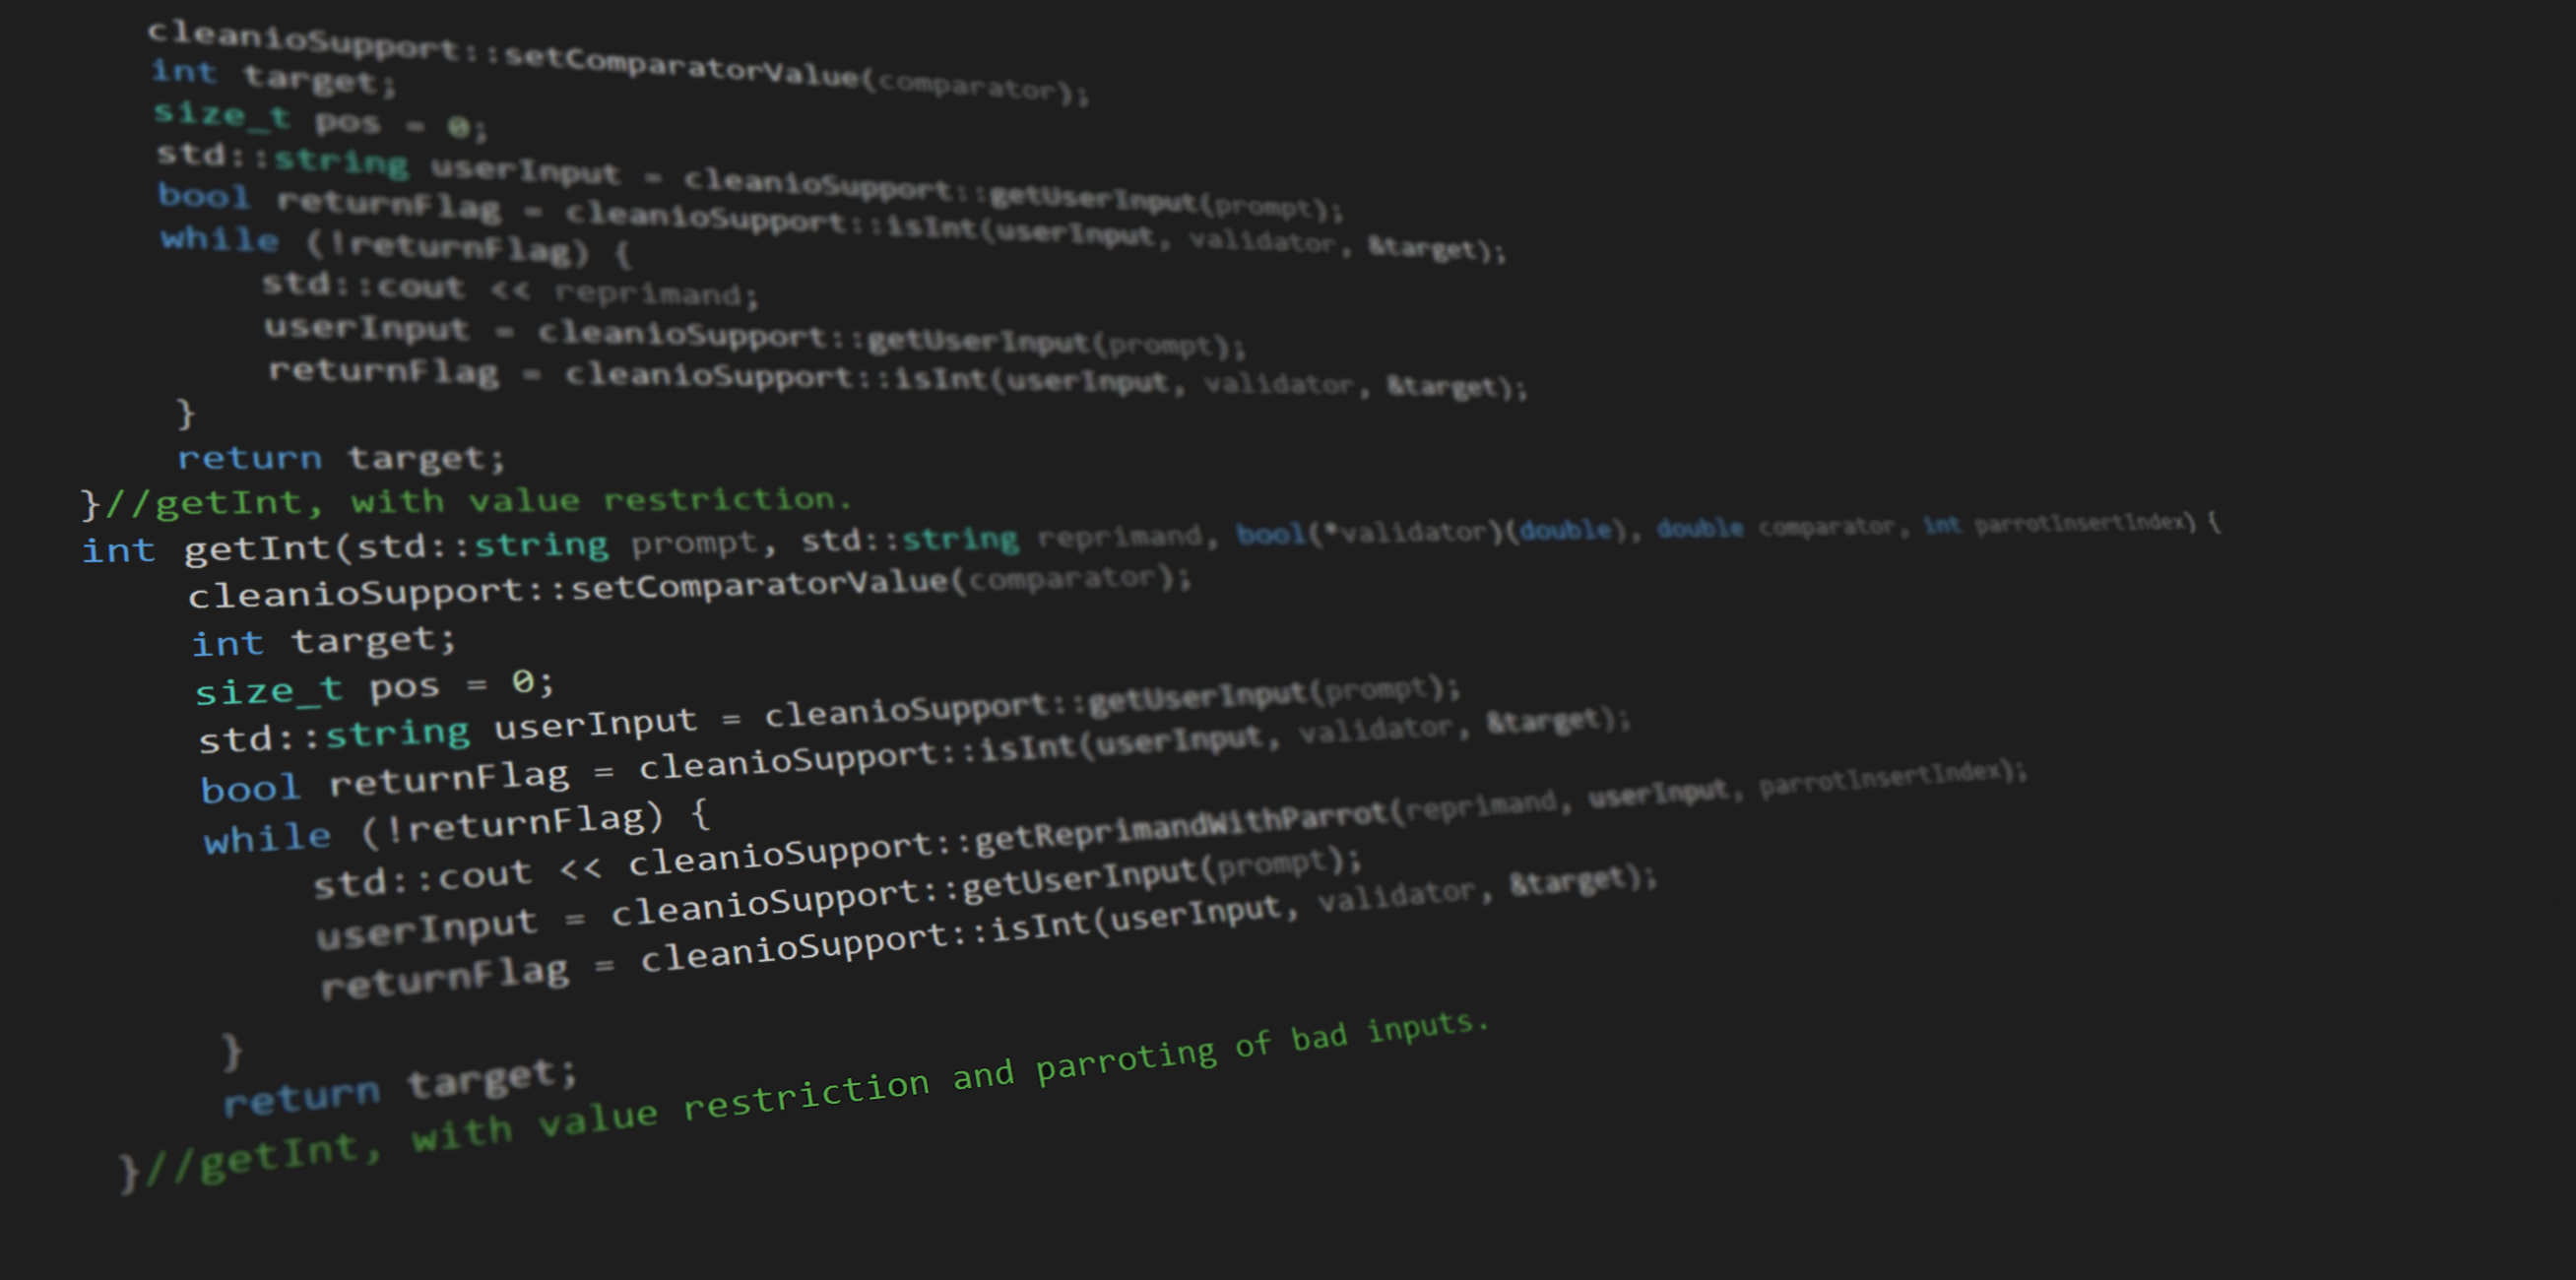 cleanioSupport::setComparatorValue(comparator);
int target;
size_t pos = 0;
std::string userInput = cleanioSupport::getUserInput(prompt);
bool returnFlag = cleanioSupport::isInt(userInput, validator, &target);
while (!returnFlag) {
std::cout << reprimand;
userInput = cleanioSupport::getUserInput(prompt);
returnFlag = cleanioSupport::isInt(userInput, validator, &target);
}
return target;
}//getInt, with value restriction.
int getInt(std::string prompt, std::string reprimand, bool(*validator)(double), double comparator, int parrotInsertIndex) {
cleanioSupport::setComparatorValue(comparator);
int target;
size_t pos = 0;
std::string userInput = cleanioSupport::getUserInput(prompt);
bool returnFlag = cleanioSupport::isInt(userInput, validator, &target);
while (!returnFlag) {
std::cout << cleanioSupport::getReprimandWithParrot(reprimand, userInput, parrotInsertIndex);
userInput = cleanioSupport::getUserInput(prompt);
returnFlag = cleanioSupport::isInt(userInput, validator, &target);
}
return target;
}//getInt, with value restriction and parroting of bad inputs.